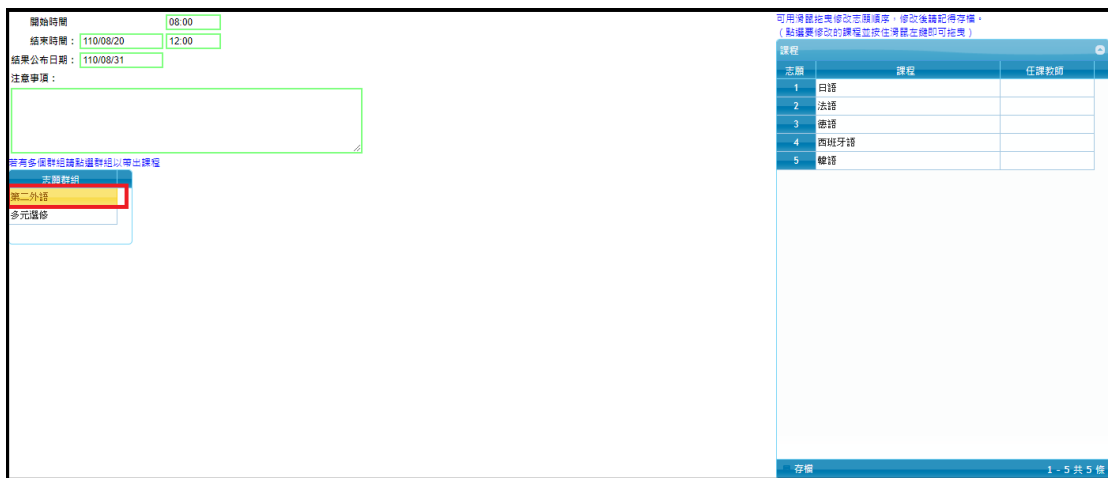 開始時間 08:00
結束時間： 110/08/20 12:00
結果公布日期： 110/08/31
注意事項：
若有多個群組請點選群組以帶出課程
志願群組
第二外語
多元選修
可用滑鼠拖曳修改志願順序，修改後請記得存檔。
（點選要修改的課程並按住滑鼠左鍵即可拖曳）
課程
志願 課程 任課教師
1 日語
2 法語
3 德語
4 西班牙語
5 韓語
存檔 1 - 5 共 5 條